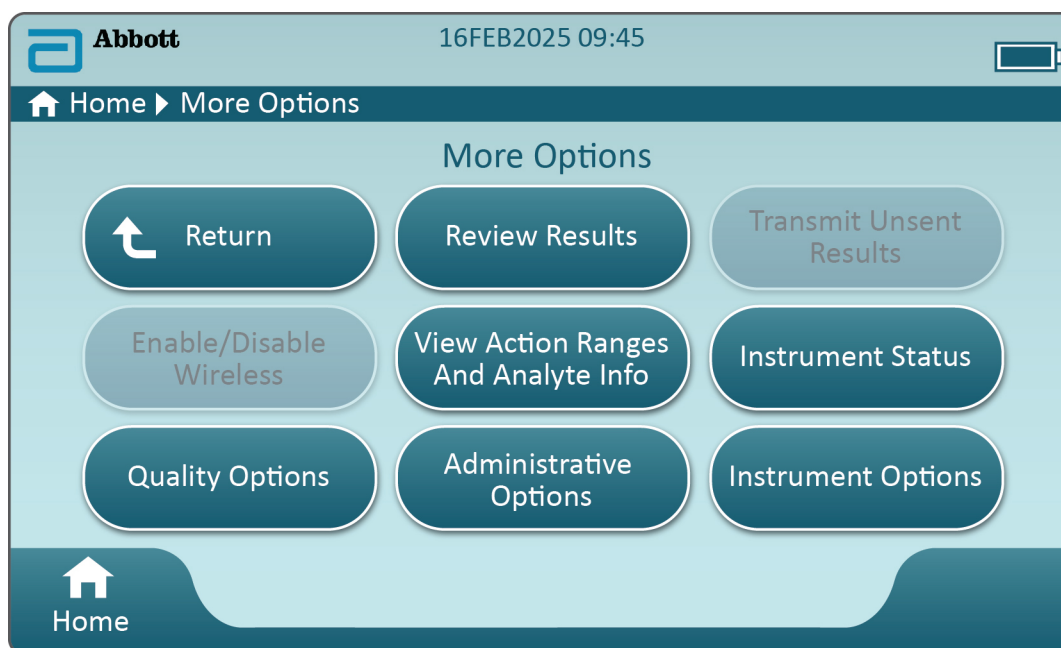 Abbott
16FEB2025 09:45
Home More Options
More Options
Return
Review Results
Transmit Unsent
Results
Enable/Disable
Wireless
View Action Ranges
And Analyte Info
Instrument Status
Quality Options
Administrative
Options
Instrument Options
Home